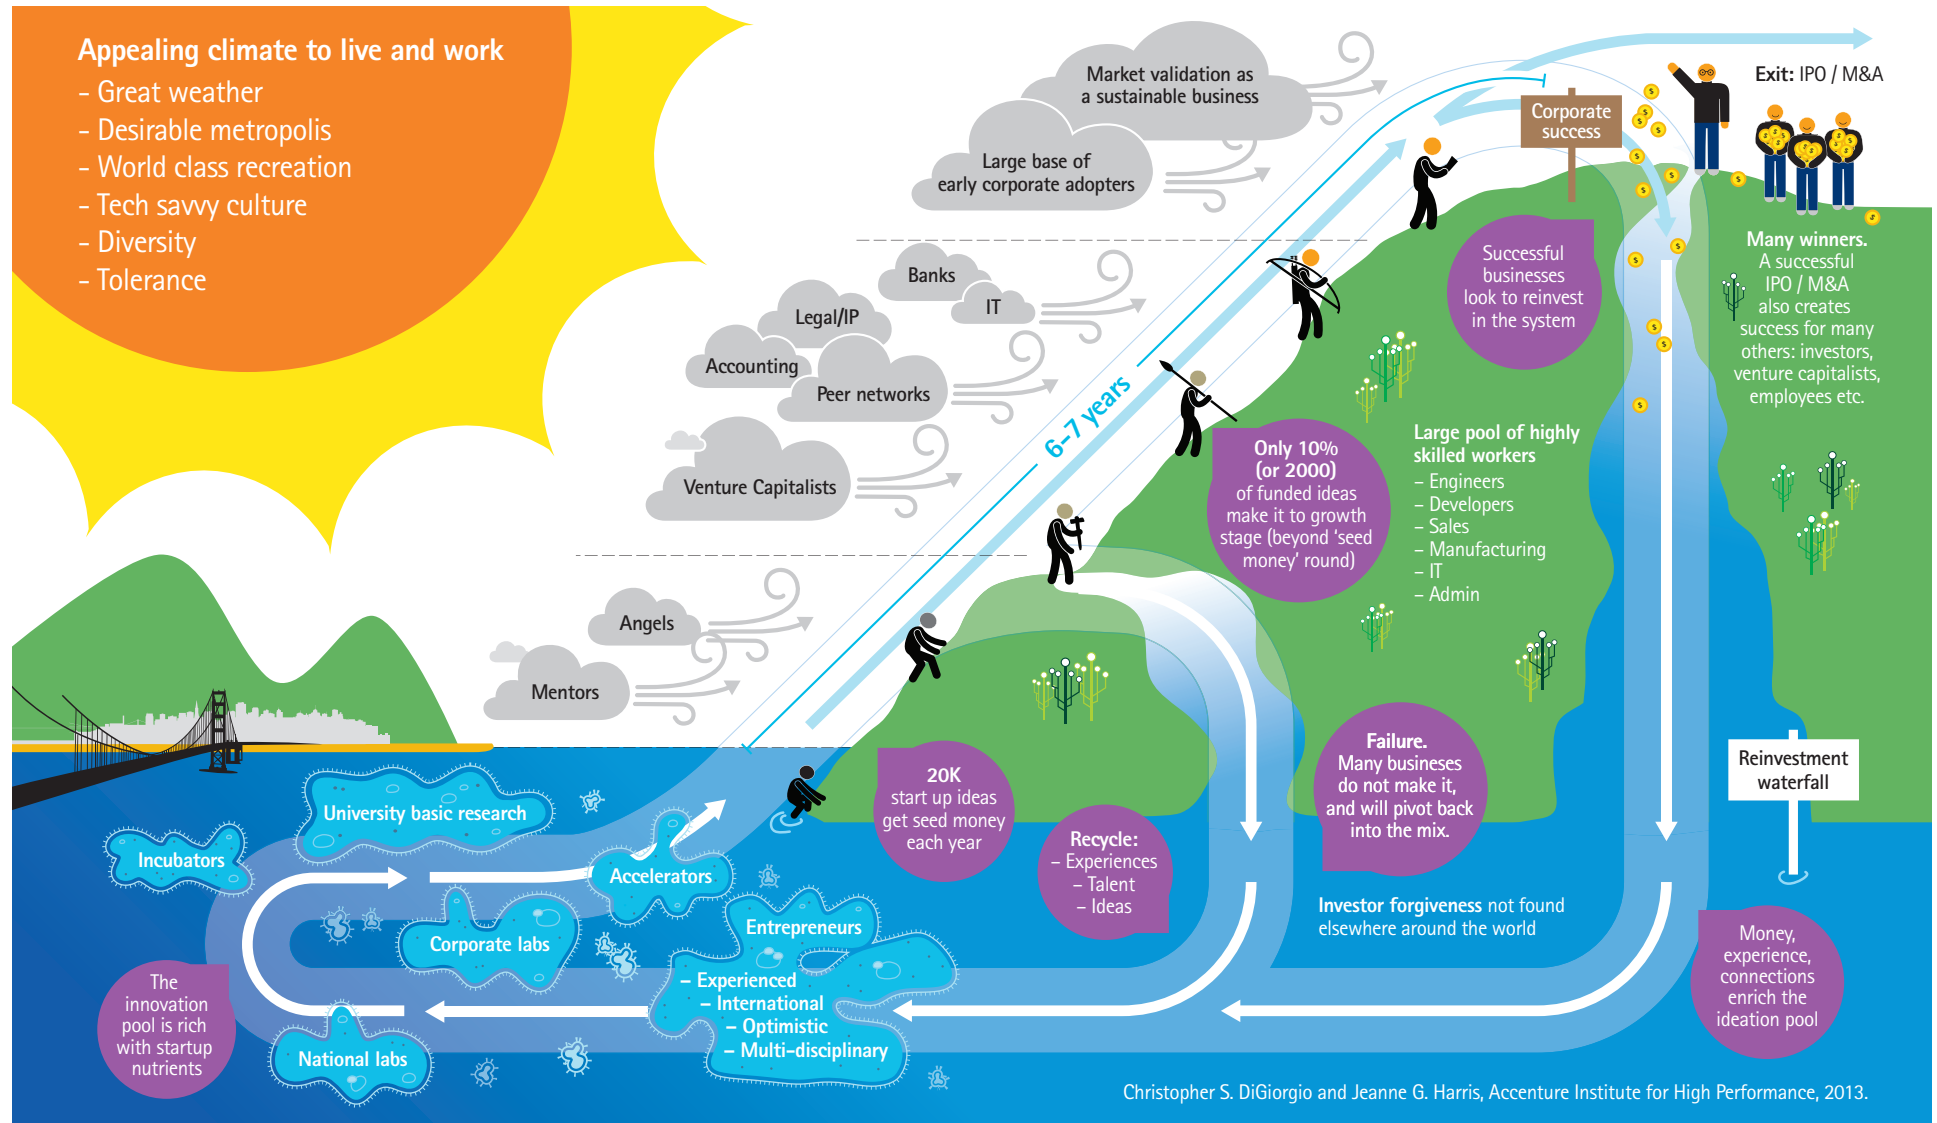 Appealing climate to live and work
- Great weather
- Desirable metropolis
- World class recreation
- Tech savvy culture
- Diversity
- Tolerance
Market validation as
a sustainable business
Large base of
early corporate adopters
Banks
IT
Legal/IP
Accounting
Peer networks
Venture Capitalists
Angels
Mentors
6–7 years
Corporate
success
Exit: IPO / M&A
Many winners.
A successful
IPO / M&A
also creates
success for many
others: investors,
venture capitalists,
employees etc.
Successful
businesses
look to reinvest
in the system
Only 10%
(or 2000)
of funded ideas
make it to growth
stage (beyond ‘seed
money’ round)
Large pool of highly
skilled workers
– Engineers
– Developers
– Sales
– Manufacturing
– IT
– Admin
Reinvestment
waterfall
Failure.
Many busineses
do not make it,
and will pivot back
into the mix.
20K
start up ideas
get seed money
each year
Recycle:
– Experiences
– Talent
– Ideas
Investor forgiveness not found
elsewhere around the world
Money,
experience,
connections
enrich the
ideation pool
University basic research
Incubators
Accelerators
Corporate labs
Entrepreneurs
– Experienced
– International
– Optimistic
– Multi-disciplinary
National labs
The
innovation
pool is rich
with startup
nutrients
Christopher S. DiGiorgio and Jeanne G. Harris, Accenture Institute for High Performance, 2013.